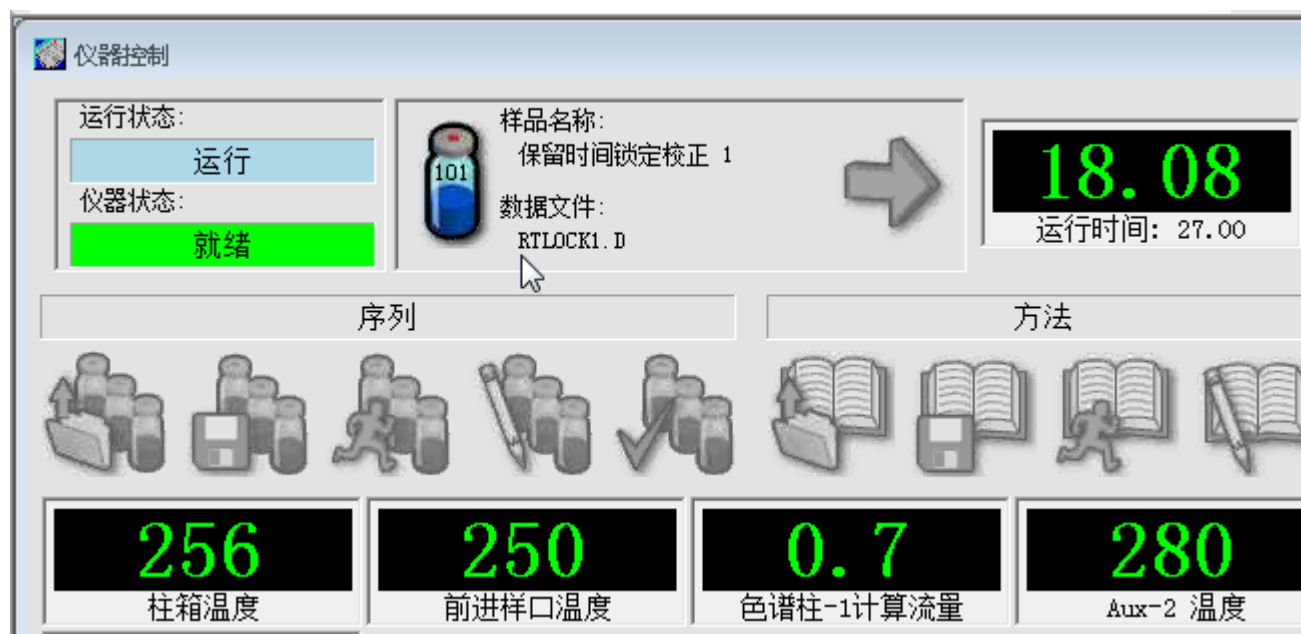 仪器控制
运行状态:
运行
仪器状态:
就绪
101
样品名称:
保留时间锁定校正 1
数据文件:
RTLOCK1.D
18.08
运行时间: 27.00
序列
方法
256
柱箱温度
250
前进样口温度
0.7
色谱柱-1计算流量
280
Aux-2 温度